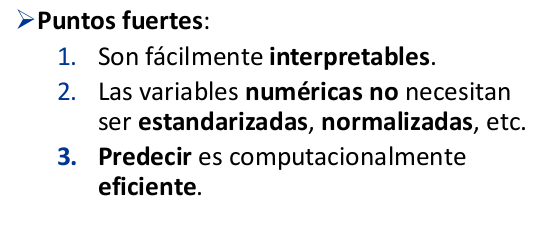 ➢Puntos fuertes:
1. Son fácilmente interpretables.
2. Las variables numéricas no necesitan
ser estandarizadas, normalizadas, etc.
3. Predecir es computacionalmente
eficiente.